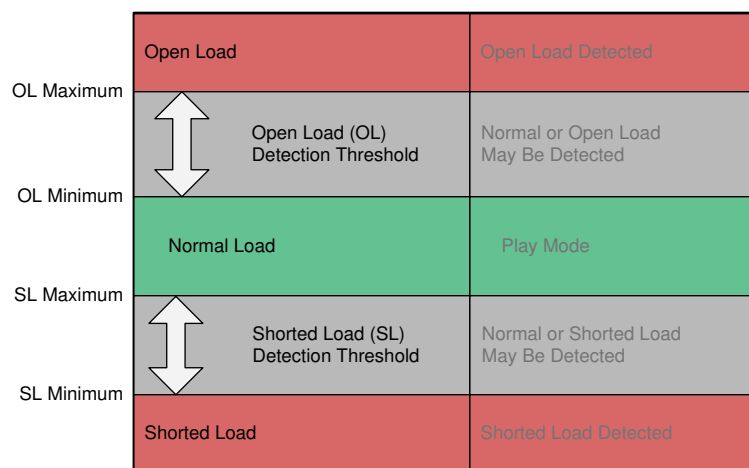 Open Load
Open Load Detected
OL Maximum
Open Load (OL)
Detection Threshold
Normal or Open Load
May Be Detected
OL Minimum
Normal Load
Play Mode
SL Maximum
Shorted Load (SL)
Detection Threshold
Normal or Shorted Load
May Be Detected
SL Minimum
Shorted Load
Shorted Load Detected